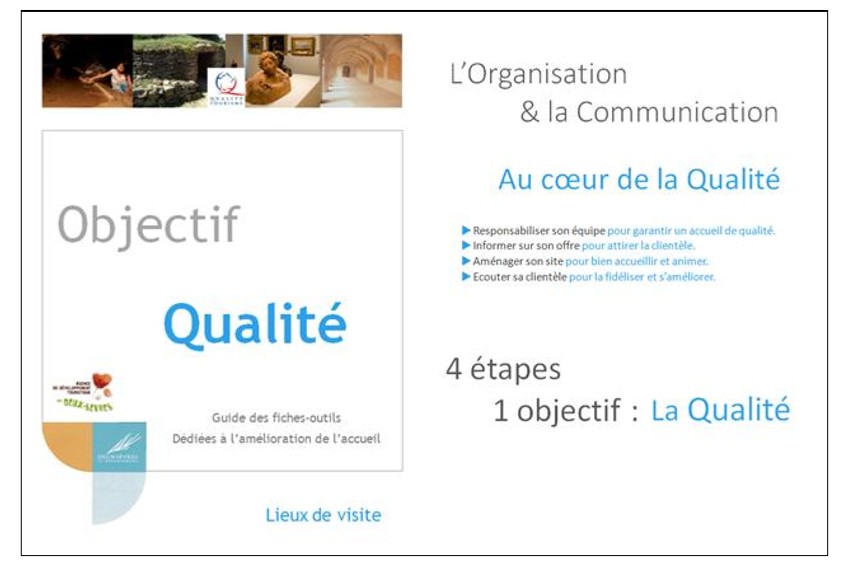 QUALITÉ
TOURISME
Objectif
Qualité
AGENCE
DE DÉVELOPPEMENT
TOURISTIQUE
DEUX-SÈVRES
Guide des fiches-outils
Dédiées à l'amélioration de l'accueil
DEUX-SÈVRES
Lieux de visite
L'Organisation
& la Communication
Au cœur de la Qualité
▶ Responsabiliser son équipe pour garantir un accueil de qualité.
▶ Informer sur son offre pour attirer la clientèle.
▶ Aménager son site pour bien accueillir et animer.
▶ Ecouter sa clientèle pour la fidéliser et s'améliorer.
4 étapes
1 objectif : La Qualité